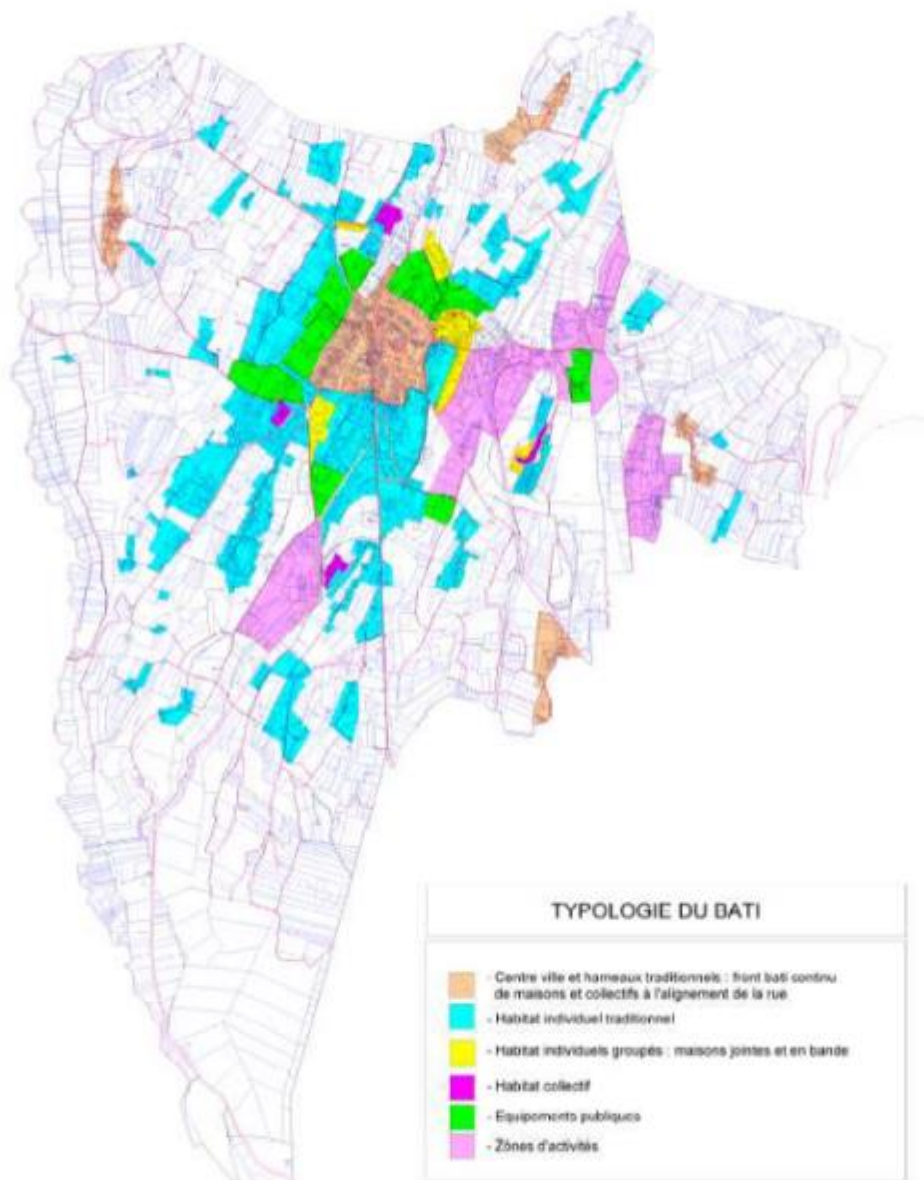 TYPOLOGIE DU BATI
- Centre ville et hameaux traditionnels : front bati continu
de maisons et collectifs à l'alignement de la rue
- Habitat individuel traditionnel
- Habitat individuels groupés : maisons jointes et en bande
- Habitat collectif
- Equipements publiques
- Zônes d'activités